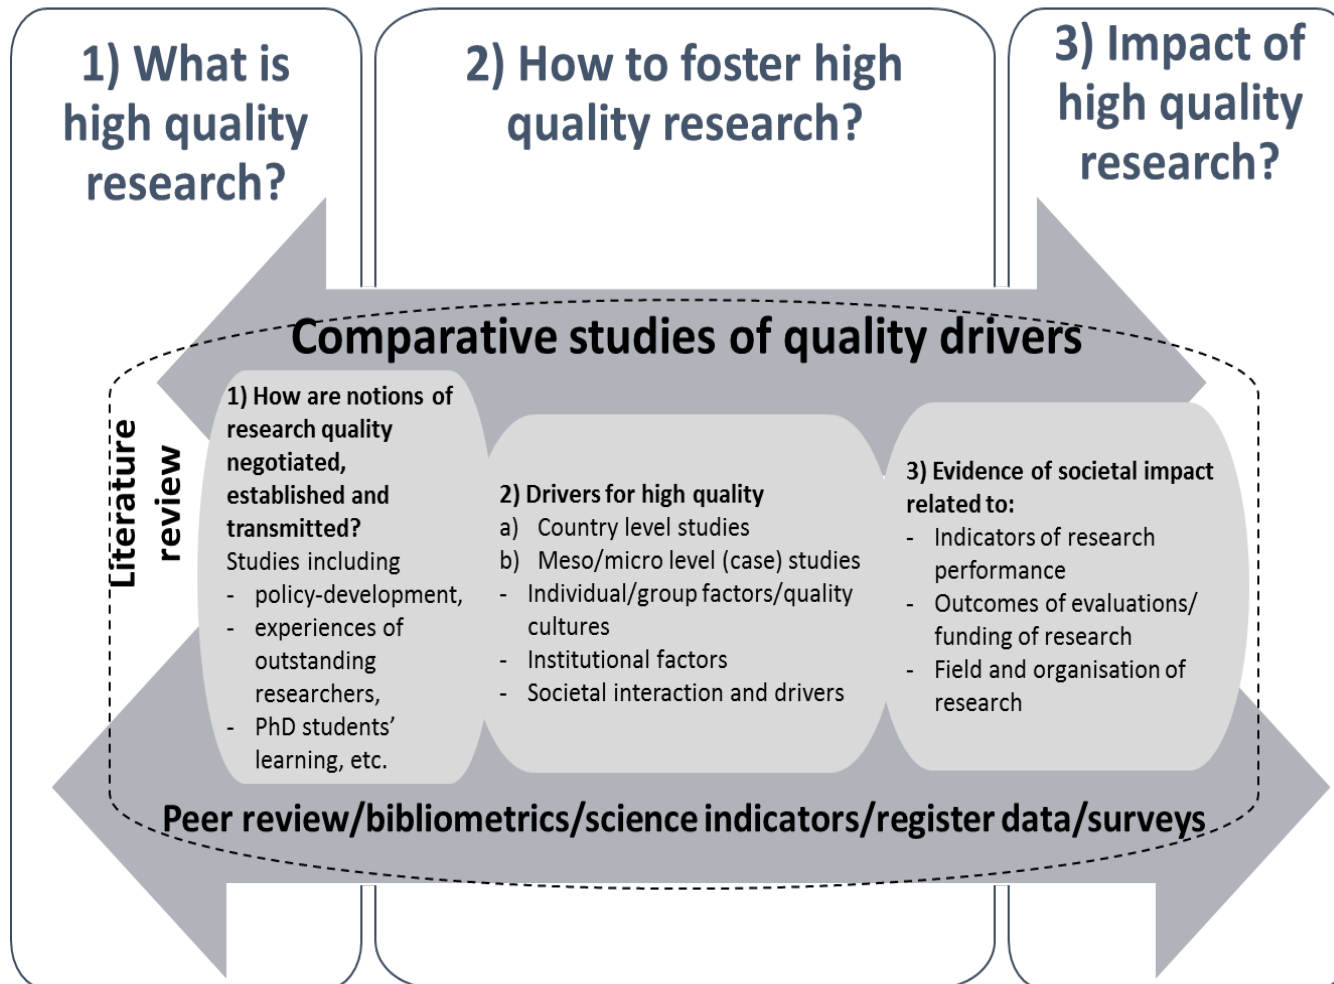 1) What is
high quality
research?
2) How to foster high
quality research?
3) Impact of
high quality
research?
Comparative studies of quality drivers
Literature
review
1) How are notions of
research quality
negotiated,
established and
transmitted?
Studies including
- policy-development,
- experiences of
outstanding
researchers,
- PhD students’
learning, etc.
2) Drivers for high quality
a) Country level studies
b) Meso/micro level (case) studies
- Individual/group factors/quality
cultures
- Institutional factors
- Societal interaction and drivers
3) Evidence of societal impact
related to:
- Indicators of research
performance
- Outcomes of evaluations/
funding of research
- Field and organisation of
research
Peer review/bibliometrics/science indicators/register data/surveys